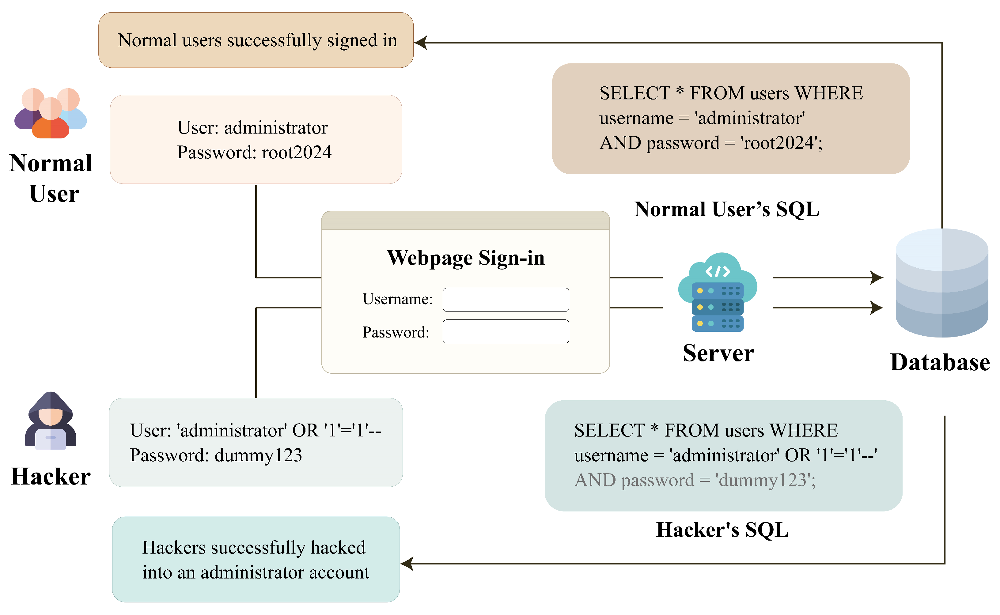 Normal users successfully signed in
SELECT * FROM users WHERE
username = 'administrator'
AND password = 'root2024';
User: administrator
Password: root2024
Normal
User
Normal User’s SQL
Webpage Sign-in
Username:
Password:
</>
Server
Database
User: 'administrator' OR '1'='1'--
Password: dummy123
Hacker
SELECT * FROM users WHERE
username = 'administrator' OR '1'='1'--'
AND password = 'dummy123';
Hacker's SQL
Hackers successfully hacked
into an administrator account